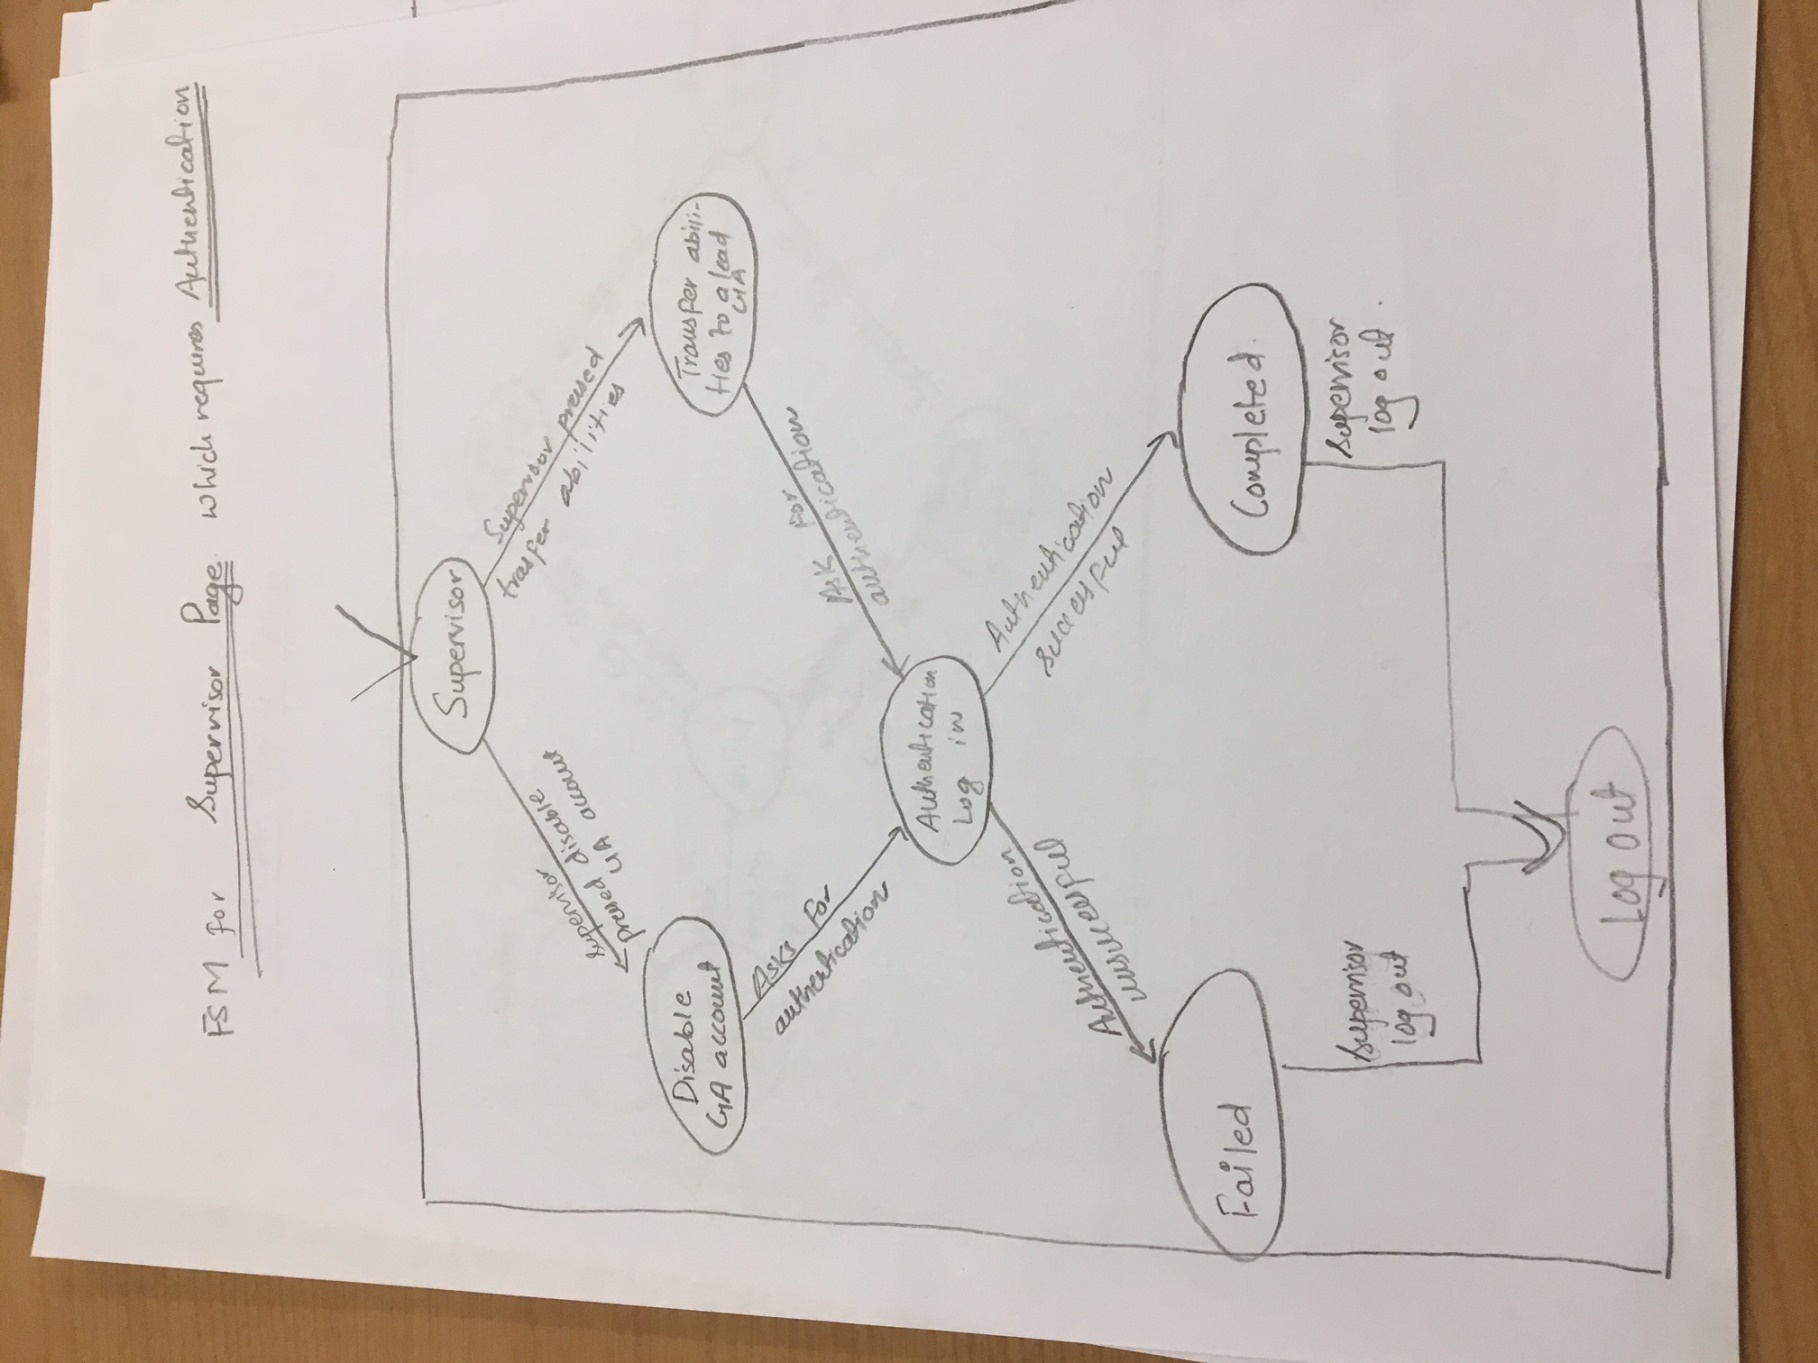 FSM for Supervisor Page which requires Authentication
Supervisor
Supervisor pressed
trasfer abilities
disable
Supervisor disable
pressed GA account
Transfer abili-
ties to a lead
GA
Disable
GA account
Ask for
authentication
Asks for
authentication
Authentication
Log in
Authentication
successful
Authentication
unsuccessful
Completed.
Failed
Supervisor
log out.
Supervisor
log out
Log Out